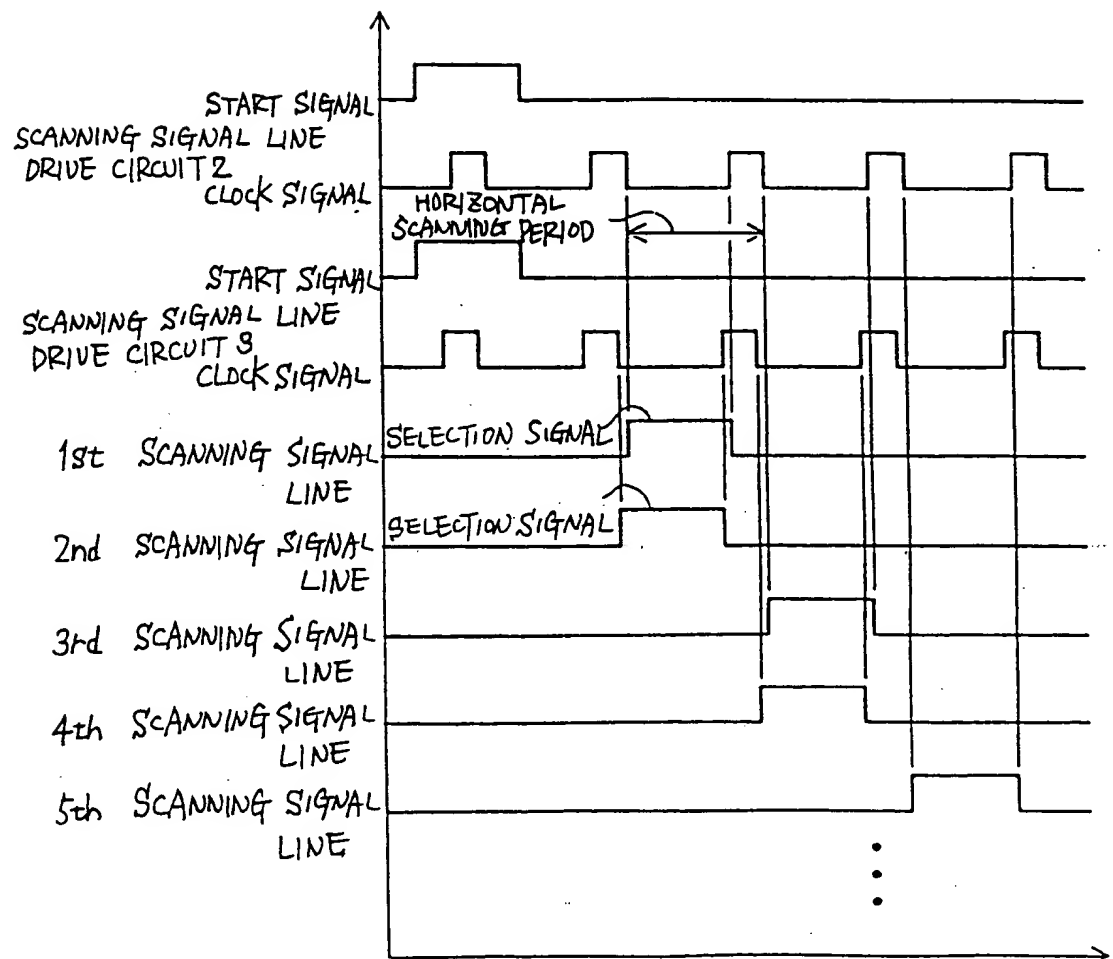 START SIGNAL
SCANNING SIGNAL LINE
DRIVE CIRCUIT 2
CLOCK SIGNAL
HORIZONTAL
SCANNING PERIOD
START SIGNAL
SCANNING SIGNAL LINE
DRIVE CIRCUIT 3
CLOCK SIGNAL
SELECTION SIGNAL
1st SCANNING SIGNAL
LINE
SELECTION SIGNAL
2nd SCANNING SIGNAL
LINE
3rd SCANNING SIGNAL
LINE
4th SCANNING SIGNAL
LINE
5th SCANNING SIGNAL
LINE